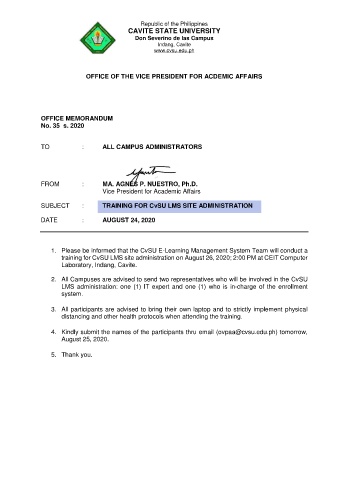 Republic of the Philippines
CAVITE STATE UNIVERSITY
Don Severino de las Campus
Indang, Cavite
www.cvsu.edu.ph
OFFICE OF THE VICE PRESIDENT FOR ACDEMIC AFFAIRS
OFFICE MEMORANDUM
No. 35 s. 2020
TO : ALL CAMPUS ADMINISTRATORS
FROM : MA. AGNES P. NUESTRO, Ph.D.
Vice President for Academic Affairs
SUBJECT : TRAINING FOR CvSU LMS SITE ADMINISTRATION
DATE : AUGUST 24, 2020
1. Please be informed that the CvSU E-Learning Management System Team will conduct a
training for CvSU LMS site administration on August 26, 2020; 2:00 PM at CEIT Computer
Laboratory, Indang, Cavite.
2. All Campuses are advised to send two representatives who will be involved in the CvSU
LMS administration: one (1) IT expert and one (1) who is in-charge of the enrollment
system.
3. All participants are advised to bring their own laptop and to strictly implement physical
distancing and other health protocols when attending the training.
4. Kindly submit the names of the participants thru email (ovpaa@cvsu.edu.ph) tomorrow,
August 25, 2020.
5. Thank you.